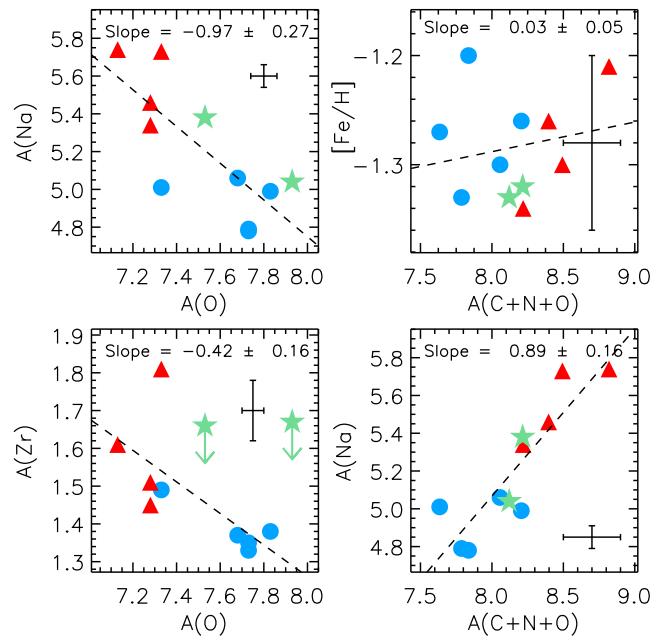 Slope = −0.97 ± 0.27
A(Na)
5.8
5.6
5.4
5.2
5.0
4.8
7.2 7.4 7.6 7.8 8.0
A(O)
Slope = 0.03 ± 0.05
[Fe/H]
−1.2
−1.3
7.5 8.0 8.5 9.0
A(C+N+O)
Slope = −0.42 ± 0.16
A(Zr)
1.9
1.8
1.7
1.6
1.5
1.4
1.3
7.2 7.4 7.6 7.8 8.0
A(O)
Slope = 0.89 ± 0.16
A(Na)
5.8
5.6
5.4
5.2
5.0
4.8
7.5 8.0 8.5 9.0
A(C+N+O)